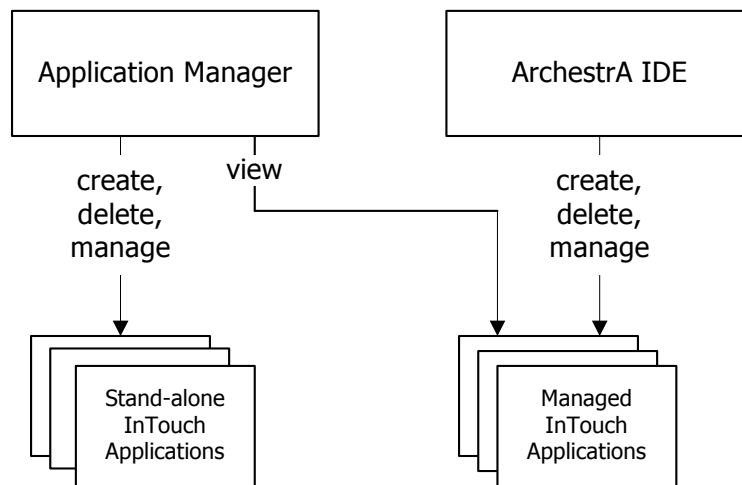 Application Manager
ArchestrA IDE
view
create,
delete,
manage
create,
delete,
manage
Stand-alone
InTouch
Applications
Managed
InTouch
Applications